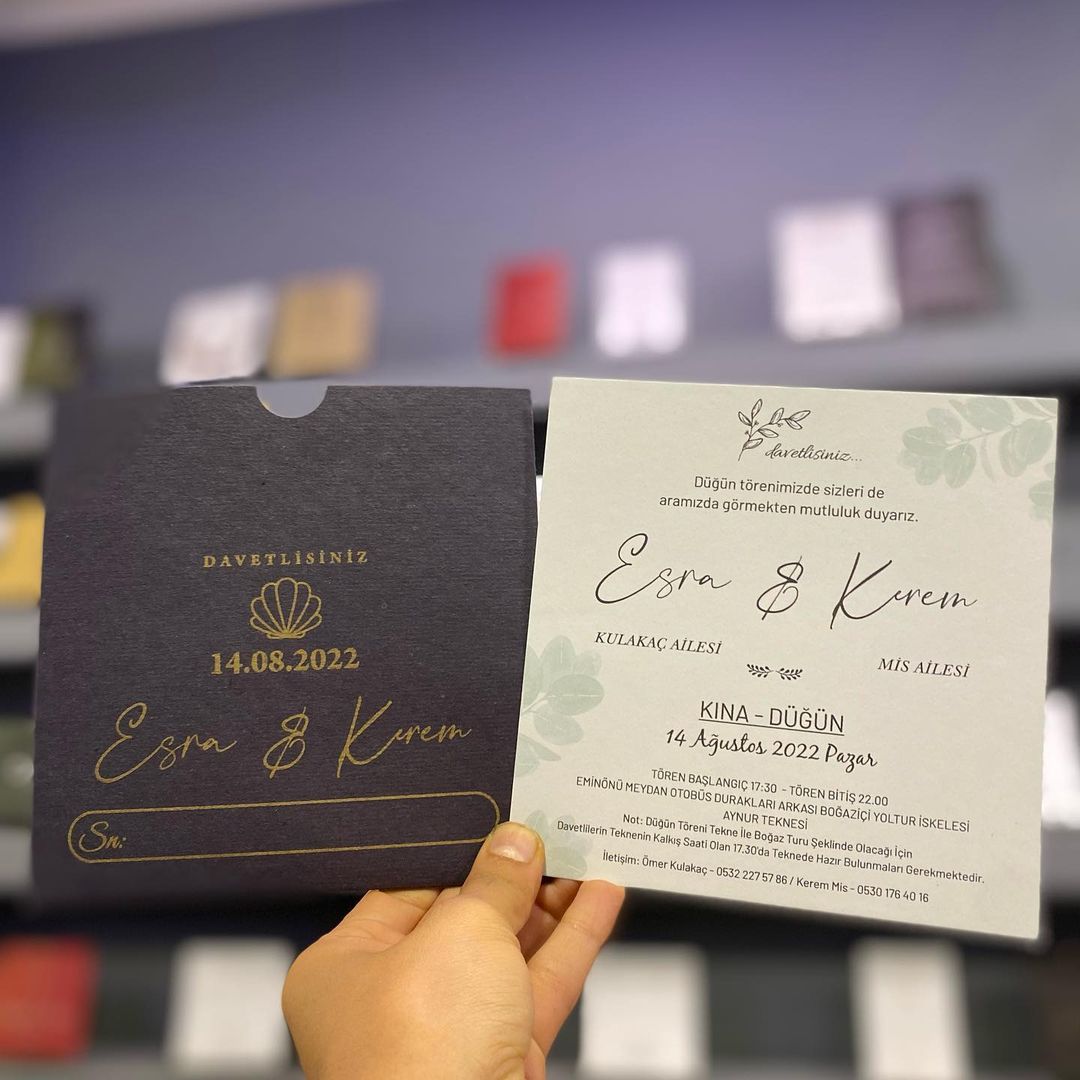 DAVETLİSİNİZ
14.08.2022
Esra & Kerem
Sn:
davetlisiniz...
Düğün törenimizde sizleri de
aramızda görmekten mutluluk duyarız.
Esra & Kerem
KULAKAÇ AİLESİ
MİS AİLESİ
KINA - DÜĞÜN
14 Ağustos 2022 Pazar
TÖREN BAŞLANGIÇ 17:30 - TÖREN BİTİŞ 22.00
EMİNÖNÜ MEYDAN OTOBÜS DURAKLARI ARKASI BOĞAZİÇİ YOLTUR İSKELESİ
AYNUR TEKNESİ
Not: Düğün Töreni Tekne İle Boğaz Turu Şeklinde Olacağı İçin
Davetlilerin Teknenin Kalkış Saati Olan 17.30'da Teknede Hazır Bulunmaları Gerekmektedir.
İletişim: Ömer Kulakaç - 0532 227 57 86 / Kerem Mis - 0530 176 40 16